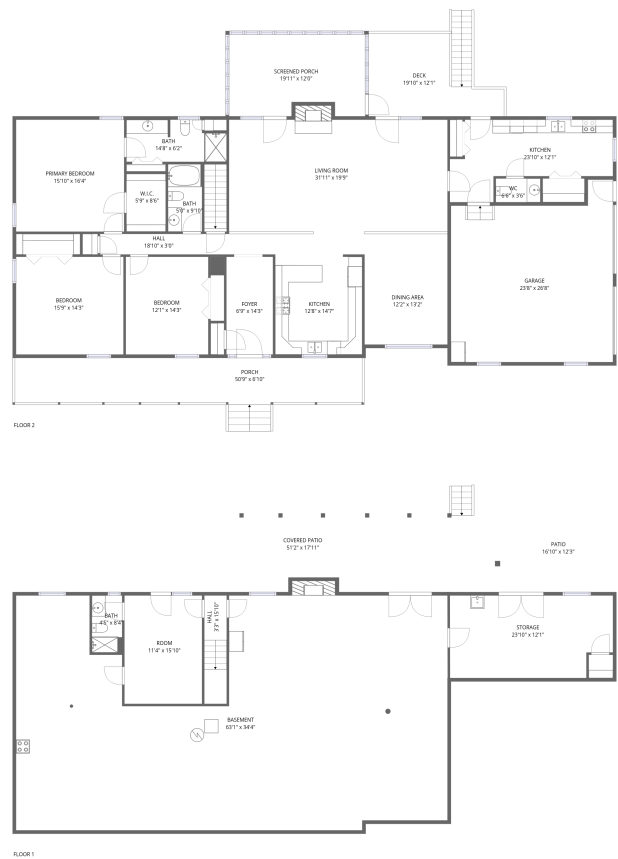 SCREENED PORCH
19'11" x 12'0"
DECK
19'10" x 12'1"
BATH
14'8" x 6'2"
KITCHEN
23'10" x 12'1"
PRIMARY BEDROOM
15'10" x 16'4"
LIVING ROOM
31'11" x 19'9"
W.I.C.
5'9" x 8'6"
BATH
5'0" x 9'10"
WC
6'8" x 3'6"
HALL
18'10" x 3'0"
GARAGE
23'8" x 26'8"
BEDROOM
15'9" x 14'3"
BEDROOM
12'1" x 14'3"
FOYER
6'9" x 14'3"
KITCHEN
12'8" x 14'7"
DINING AREA
12'2" x 13'2"
PORCH
50'9" x 6'10"
FLOOR 2
COVERED PATIO
51'2" x 17'11"
PATIO
16'10" x 12'3"
BATH
4'5" x 8'4"
HALL
3'3" x 15'10"
ROOM
11'4" x 15'10"
STORAGE
23'10" x 12'1"
BASEMENT
63'1" x 34'4"
FLOOR 1